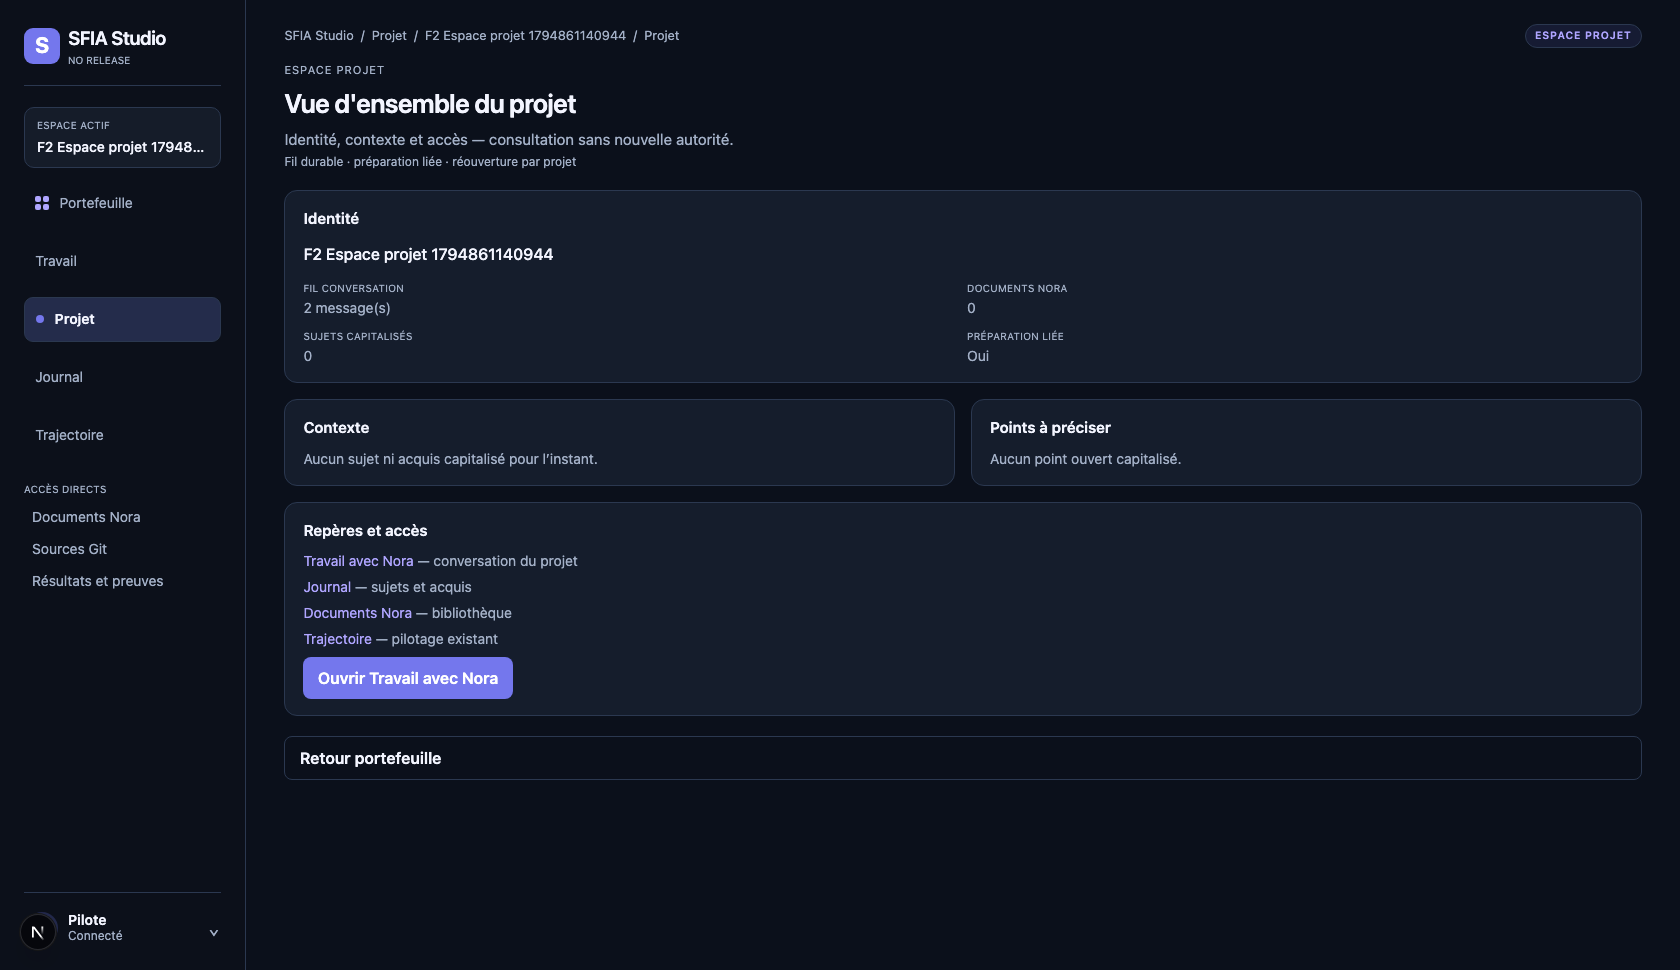 S
SFIA Studio
NO RELEASE
ESPACE ACTIF
F2 Espace projet 17948...
Portefeuille
Travail
Projet
Journal
Trajectoire
ACCÈS DIRECTS
Documents Nora
Sources Git
Résultats et preuves
N
Pilote
Connecté
SFIA Studio / Projet / F2 Espace projet 1794861140944 / Projet
ESPACE PROJET
ESPACE PROJET
Vue d'ensemble du projet
Identité, contexte et accès — consultation sans nouvelle autorité.
Fil durable · préparation liée · réouverture par projet
Identité
F2 Espace projet 1794861140944
FIL CONVERSATION
2 message(s)
DOCUMENTS NORA
0
SUJETS CAPITALISÉS
0
PRÉPARATION LIÉE
Oui
Contexte
Aucun sujet ni acquis capitalisé pour l’instant.
Points à préciser
Aucun point ouvert capitalisé.
Repères et accès
Travail avec Nora — conversation du projet
Journal — sujets et acquis
Documents Nora — bibliothèque
Trajectoire — pilotage existant
Ouvrir Travail avec Nora
Retour portefeuille